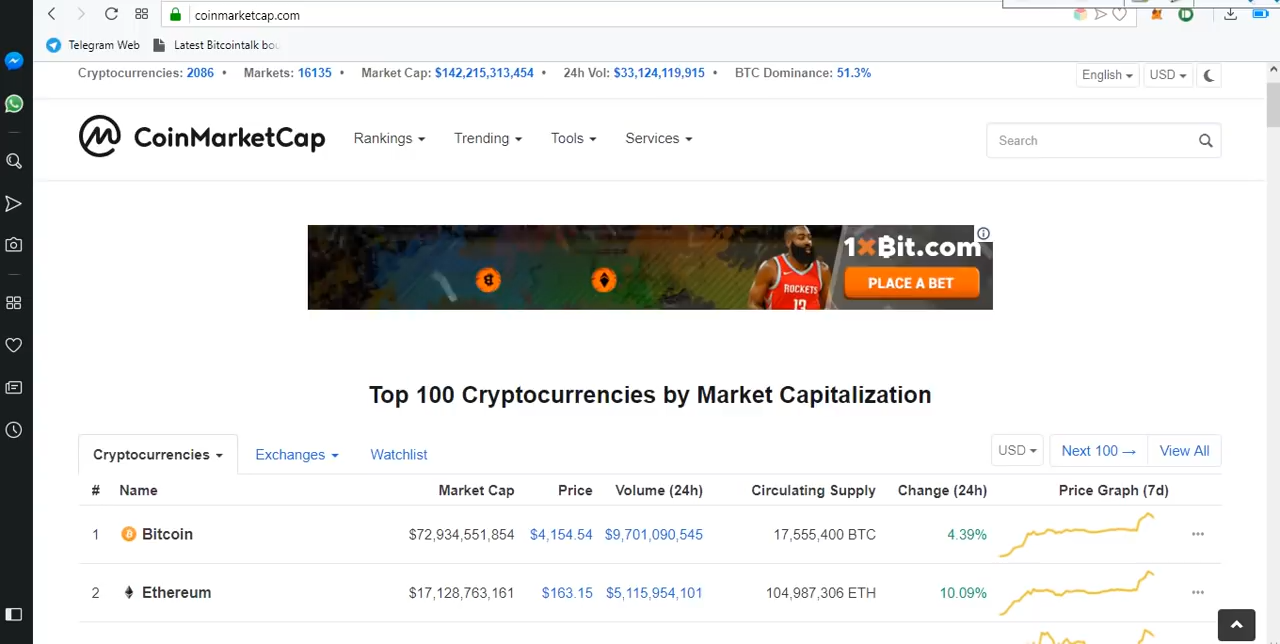 coinmarketcap.com
Telegram Web Latest Bitcointalk
Cryptocurrencies: 2086 • Markets: 16135 • Market Cap: $142,215,313,454 • 24h Vol: $33,124,119,915 • BTC Dominance: 51.3% English USD
CoinMarketCap Rankings Trending Tools Services Search
1xBit.com
PLACE A BET
ROCKETS
13
Top 100 Cryptocurrencies by Market Capitalization
Cryptocurrencies Exchanges Watchlist USD Next 100 → View All
# Name Market Cap Price Volume (24h) Circulating Supply Change (24h) Price Graph (7d)
1 Bitcoin $72,934,551,854 $4,154.54 $9,701,090,545 17,555,400 BTC 4.39%
2 Ethereum $17,128,763,161 $163.15 $5,115,954,101 104,987,306 ETH 10.09%